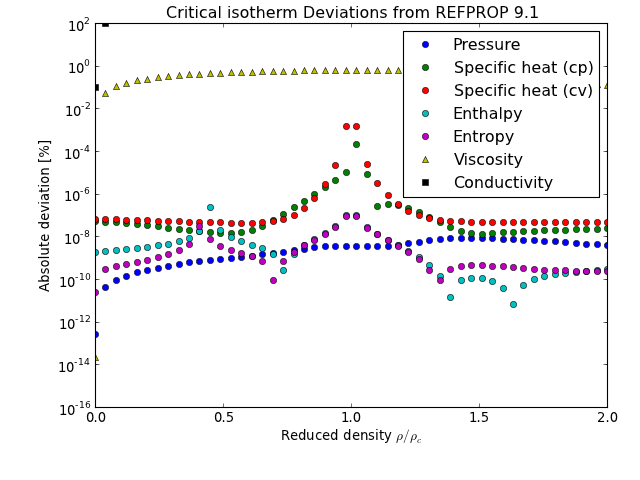 Critical isotherm Deviations from REFPROP 9.1
Absolute deviation [%]
10^2
10^0
10^-2
10^-4
10^-6
10^-8
10^-10
10^-12
10^-14
10^-16
Pressure
Specific heat (cp)
Specific heat (cv)
Enthalpy
Entropy
Viscosity
Conductivity
0.0 0.5 1.0 1.5 2.0
Reduced density ρ/ρ_c